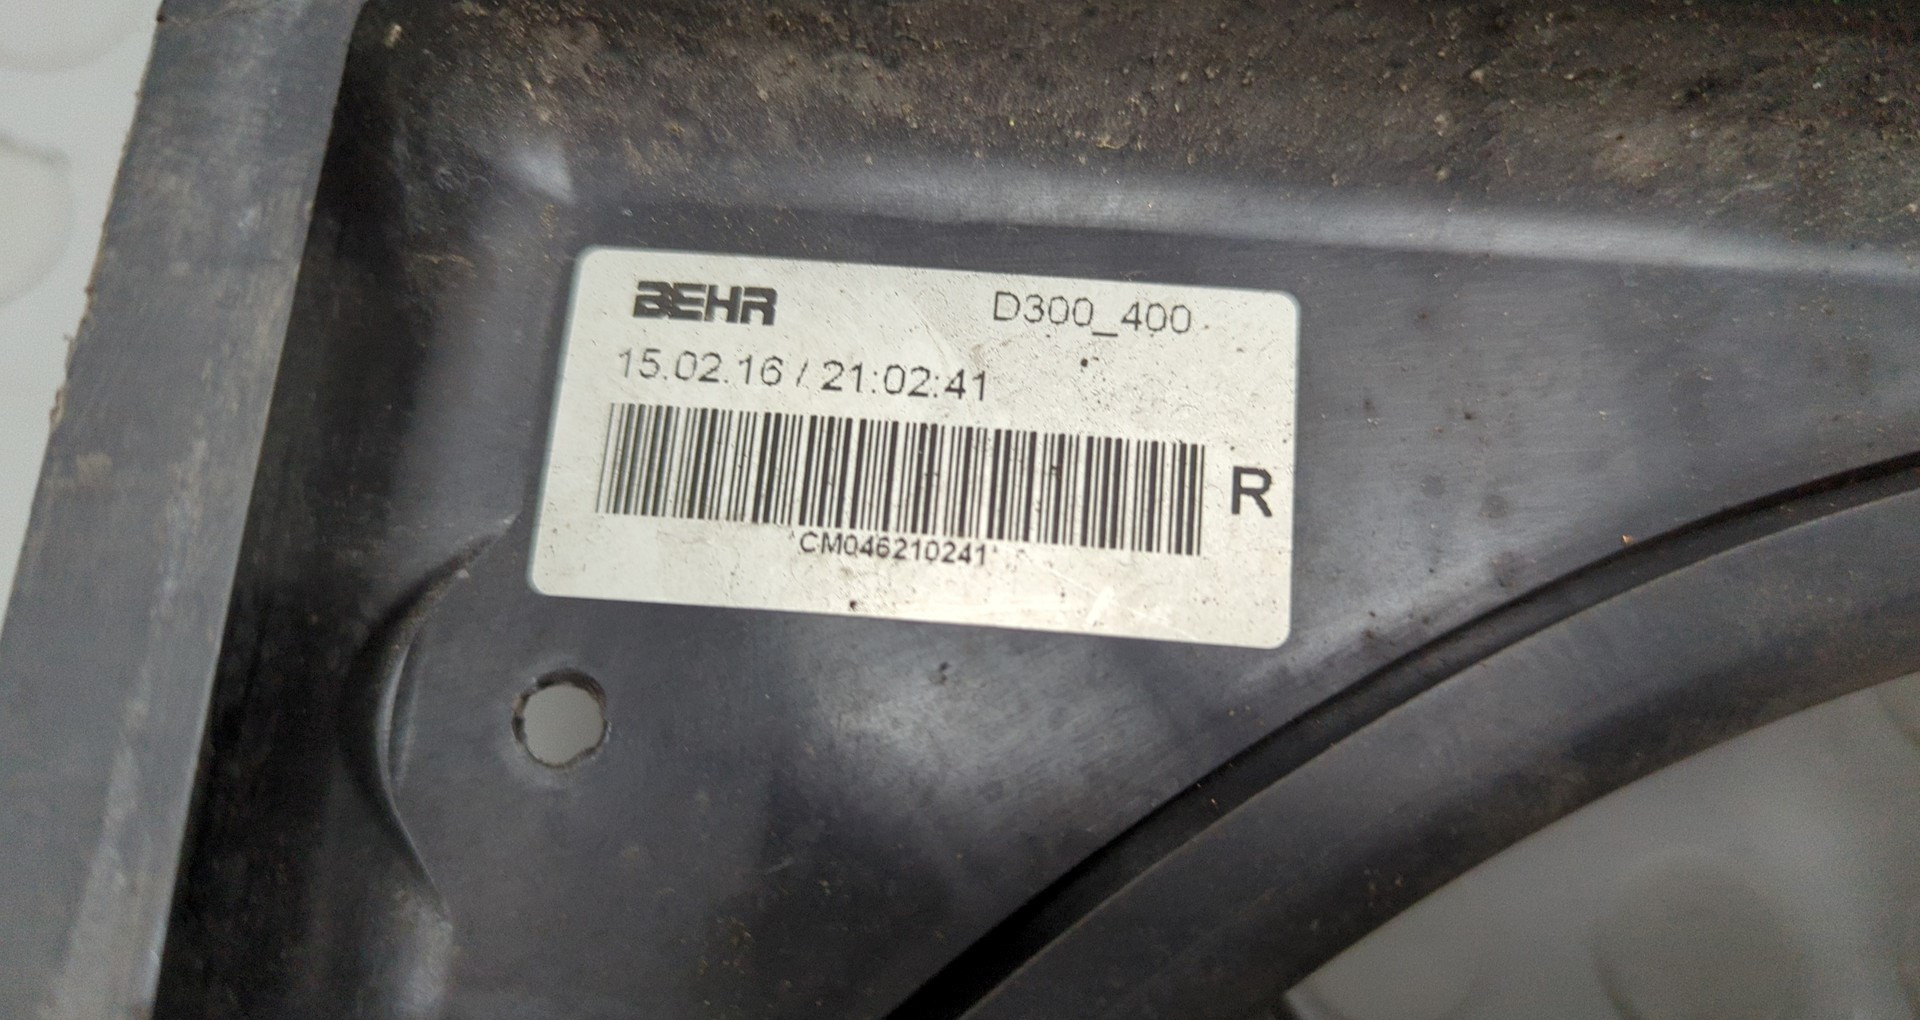 BEHR D300_400
15.02.16 / 21:02:41
R
*CM046210241*